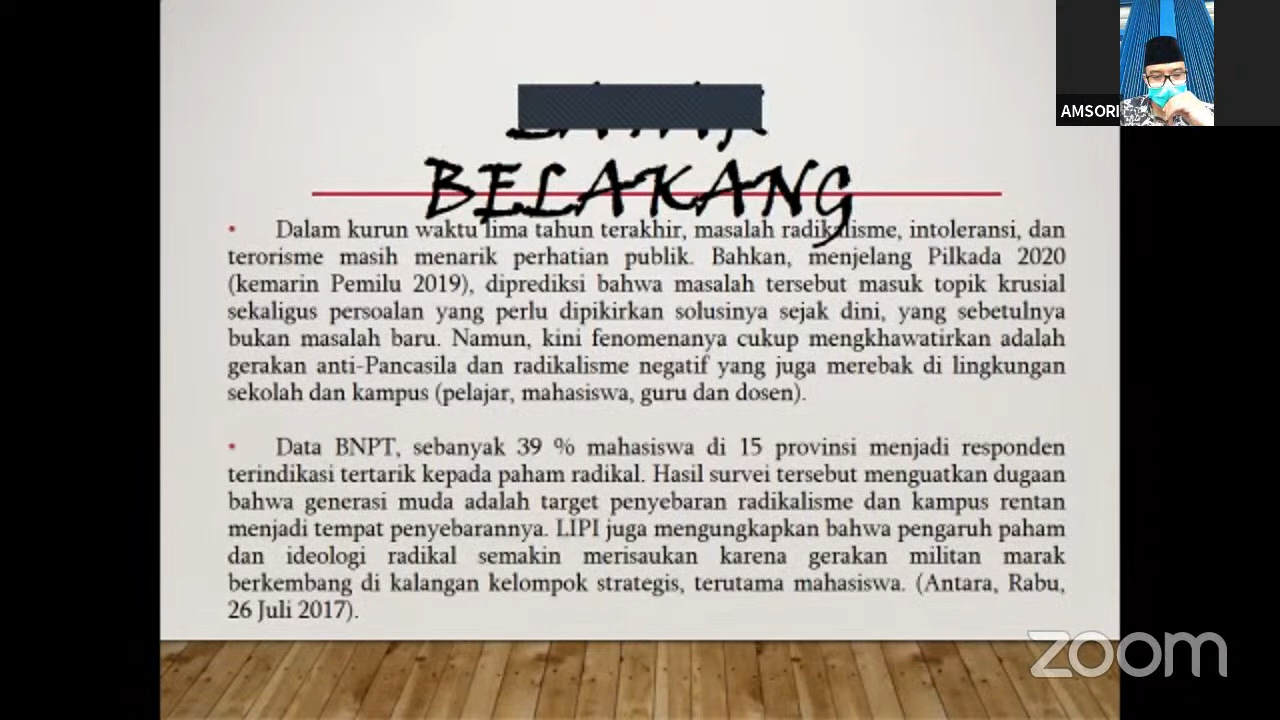 AMSORI
BELAKANG
• Dalam kurun waktu lima tahun terakhir, masalah radikalisme, intoleransi, dan
terorisme masih menarik perhatian publik. Bahkan, menjelang Pilkada 2020
(kemarin Pemilu 2019), diprediksi bahwa masalah tersebut masuk topik krusial
sekaligus persoalan yang perlu dipikirkan solusinya sejak dini, yang sebetulnya
bukan masalah baru. Namun, kini fenomenanya cukup mengkhawatirkan adalah
gerakan anti-Pancasila dan radikalisme negatif yang juga merebak di lingkungan
sekolah dan kampus (pelajar, mahasiswa, guru dan dosen).
• Data BNPT, sebanyak 39 % mahasiswa di 15 provinsi menjadi responden
terindikasi tertarik kepada paham radikal. Hasil survei tersebut menguatkan dugaan
bahwa generasi muda adalah target penyebaran radikalisme dan kampus rentan
menjadi tempat penyebarannya. LIPI juga mengungkapkan bahwa pengaruh paham
dan ideologi radikal semakin merisaukan karena gerakan militan marak
berkembang di kalangan kelompok strategis, terutama mahasiswa. (Antara, Rabu,
26 Juli 2017).
zoom